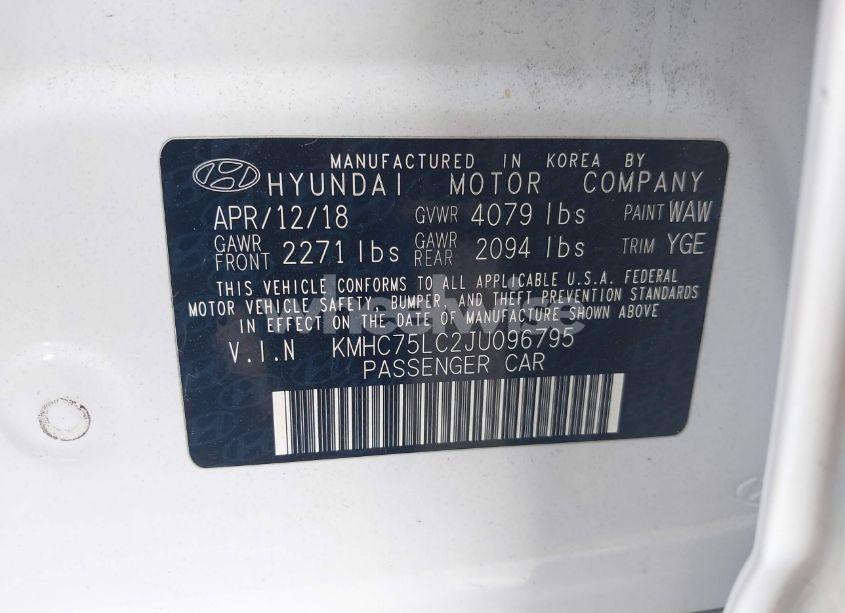 MANUFACTURED IN KOREA BY
HYUNDAI MOTOR COMPANY
APR/12/18 GVWR 4079 lbs PAINT WAW
GAWR FRONT 2271 lbs GAWR REAR 2094 lbs TRIM YGE
THIS VEHICLE CONFORMS TO ALL APPLICABLE U.S.A. FEDERAL
MOTOR VEHICLE SAFETY, BUMPER, AND THEFT PREVENTION STANDARDS
IN EFFECT ON THE DATE OF MANUFACTURE SHOWN ABOVE
V.I.N KMHC75LC2JU096795
PASSENGER CAR